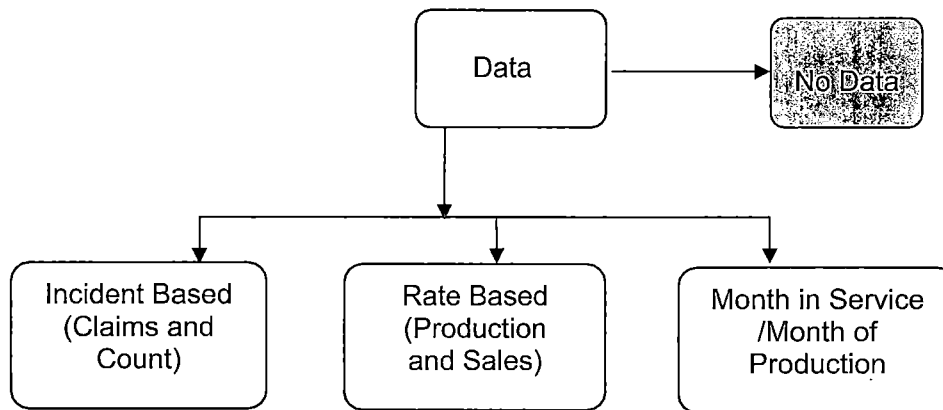 Data
No Data
Incident Based
(Claims and
Count)
Rate Based
(Production
and Sales)
Month in Service
/Month of
Production